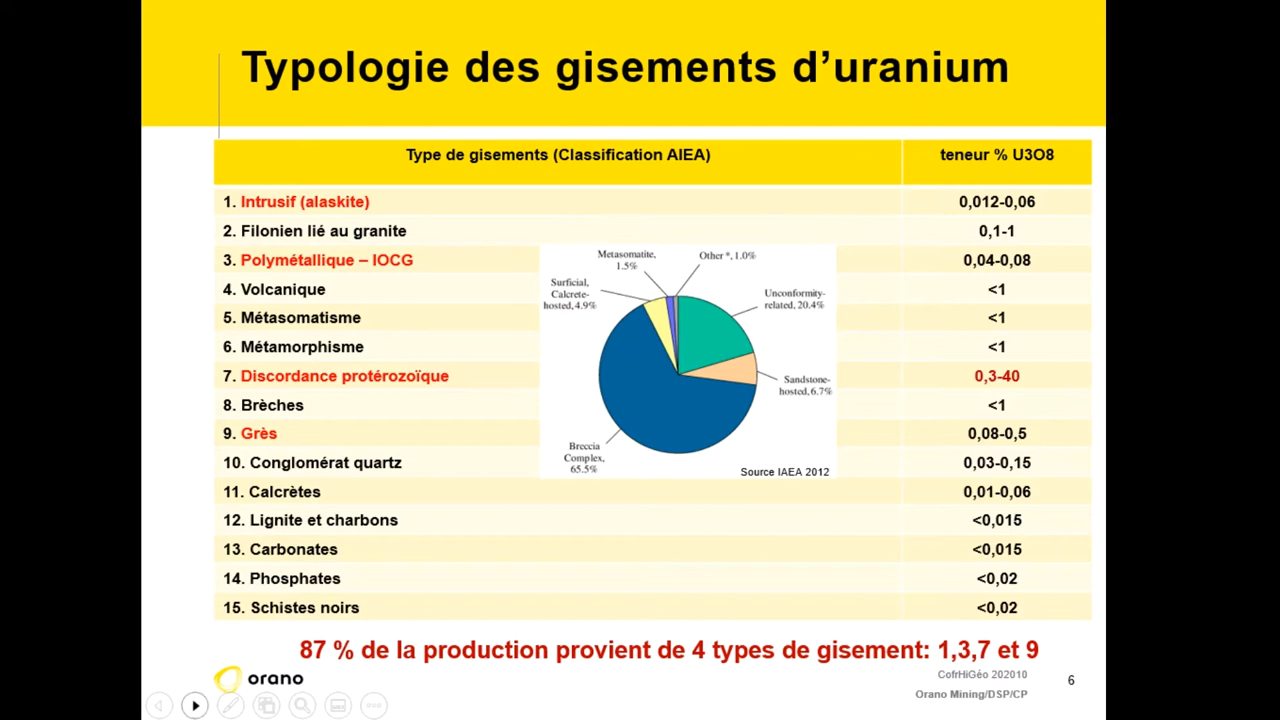 Typologie des gisements d’uranium
Type de gisements (Classification AIEA) teneur % U3O8
1. Intrusif (alaskite) 0,012-0,06
2. Filonien lié au granite 0,1-1
3. Polymétallique – IOCG 0,04-0,08
4. Volcanique <1
5. Métasomatisme <1
6. Métamorphisme <1
7. Discordance protérozoïque 0,3-40
8. Brèches <1
9. Grès 0,08-0,5
10. Conglomérat quartz 0,03-0,15
11. Calcrètes 0,01-0,06
12. Lignite et charbons <0,015
13. Carbonates <0,015
14. Phosphates <0,02
15. Schistes noirs <0,02
Metasomatite,
1.5%
Other *, 1.0%
Surficial,
Calcrete-
hosted, 4.9%
Unconformity-
related, 20.4%
Sandstone-
hosted, 6.7%
Breccia
Complex,
65.5%
Source IAEA 2012
87 % de la production provient de 4 types de gisement: 1,3,7 et 9
orano
CofrHiGéo 202010
Orano Mining/DSP/CP
6